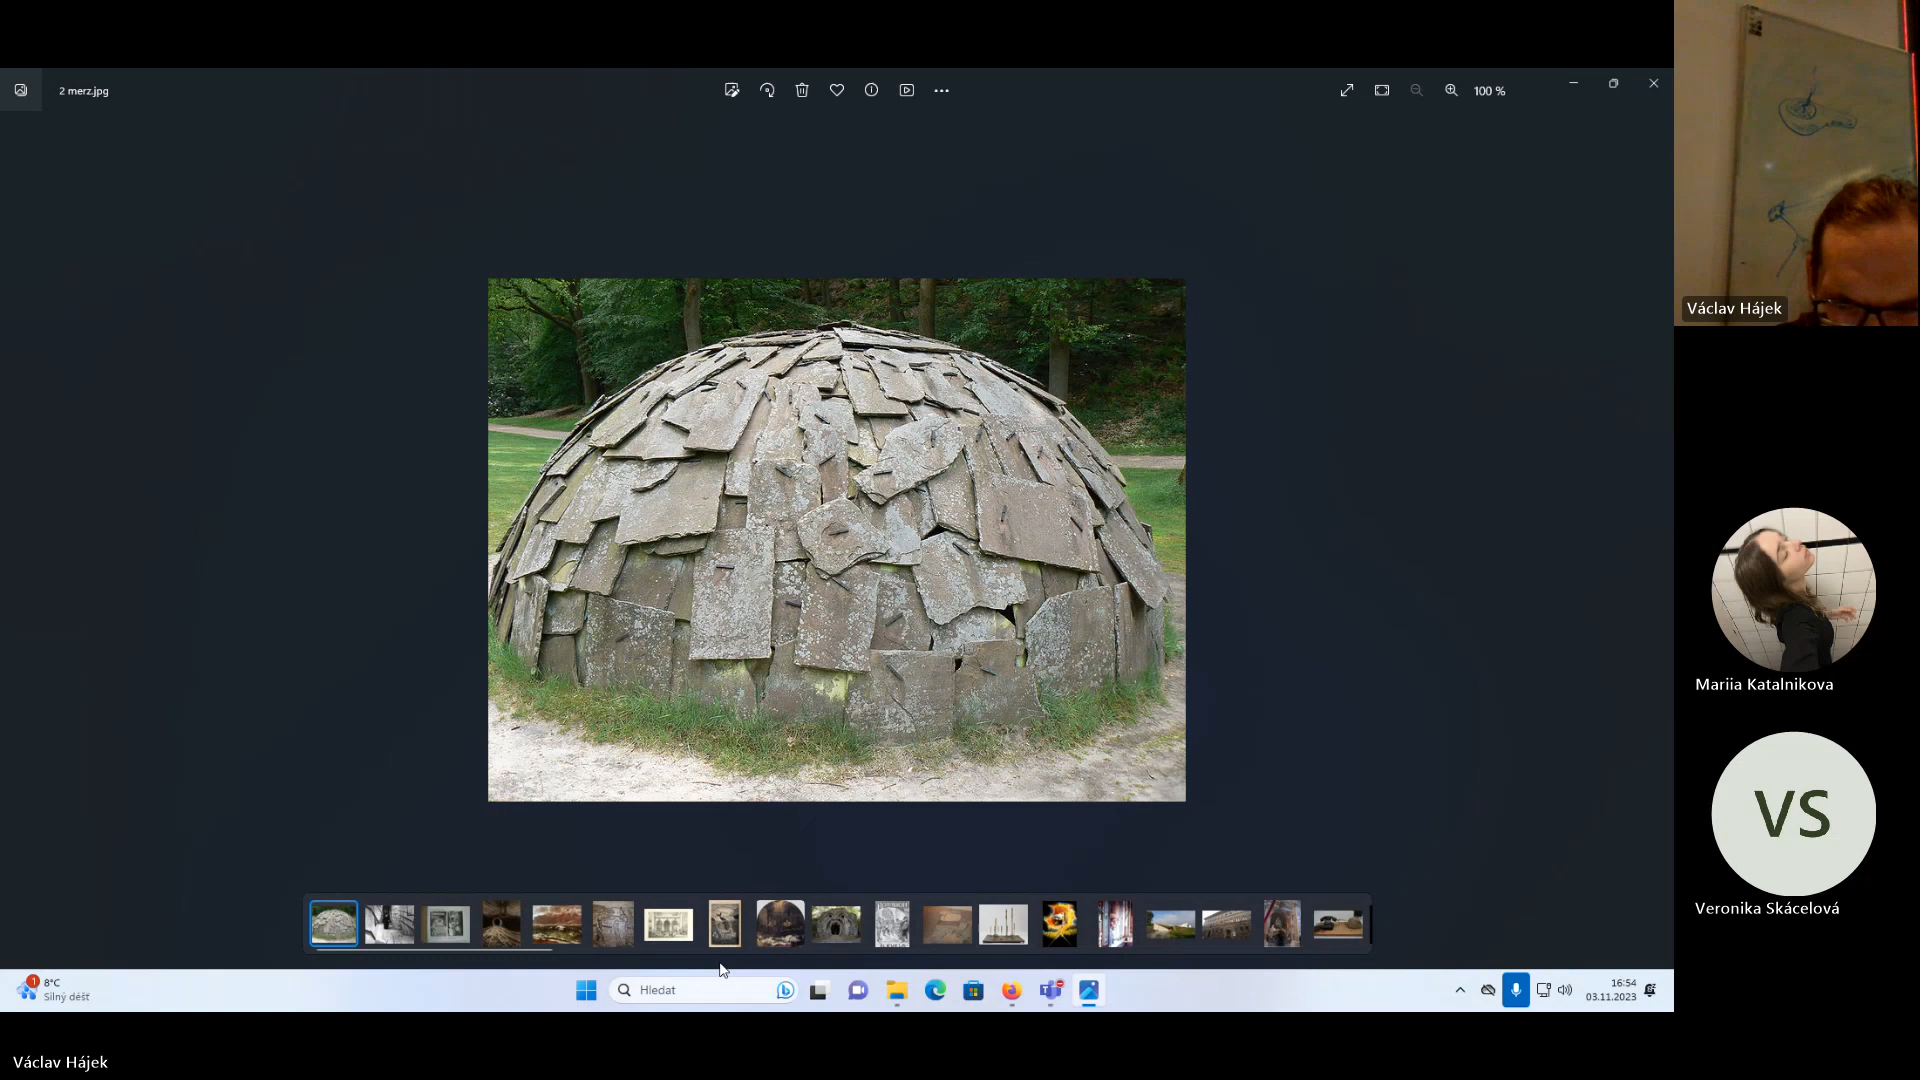 2 merz.jpg
100 %
Václav Hájek
Mariia Katalnikova
VS
Veronika Skácelová
1
8°C
Silný déšť
Hledat
16:54
03.11.2023
Václav Hájek